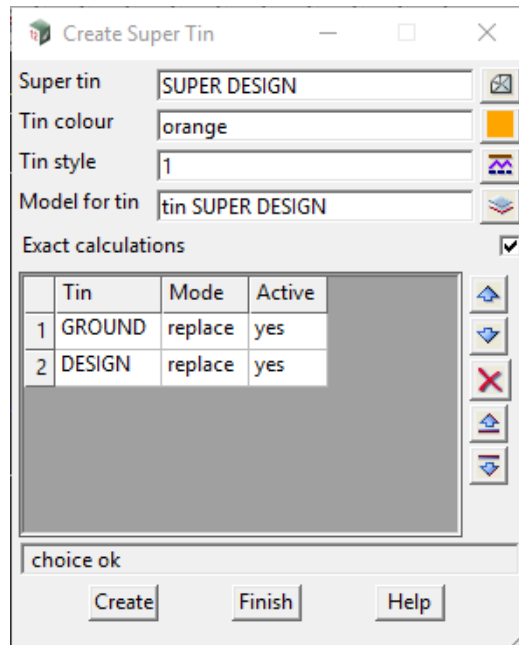 Create Super Tin
Super tin SUPER DESIGN
Tin colour orange
Tin style 1
Model for tin tin SUPER DESIGN
Exact calculations
Tin Mode Active
1 GROUND replace yes
2 DESIGN replace yes
choice ok
Create Finish Help